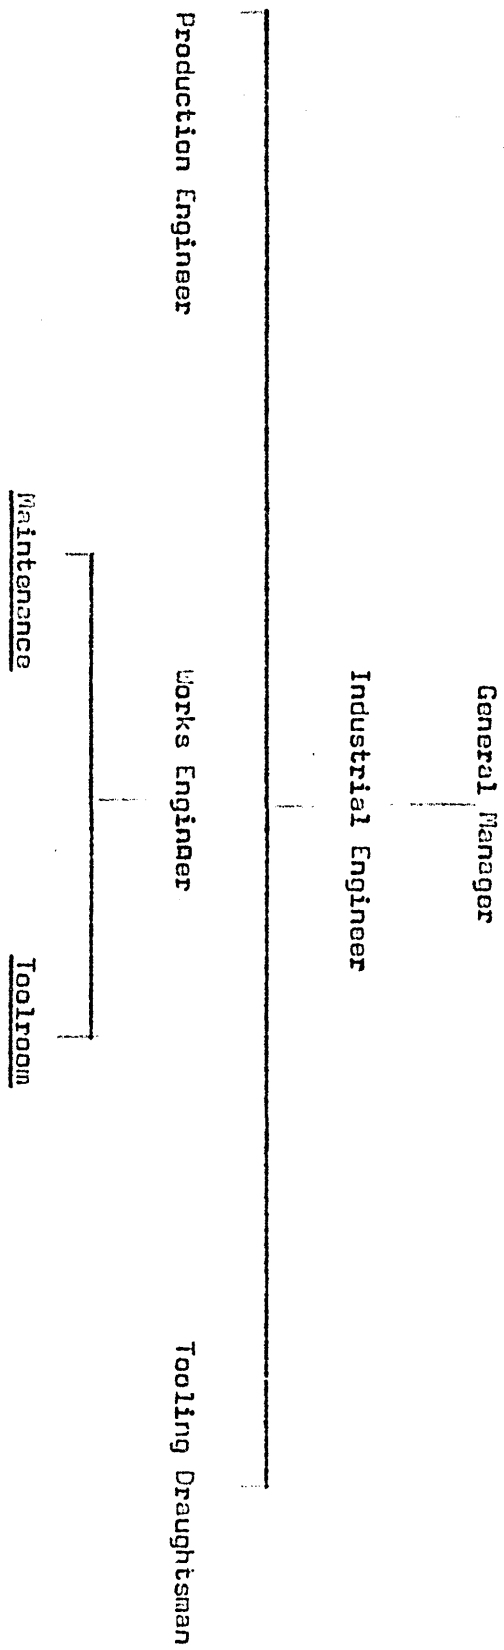 General Manager
Industrial Engineer
Production Engineer
Works Engineer
Tooling Draughtsman
Maintenance
Toolroom